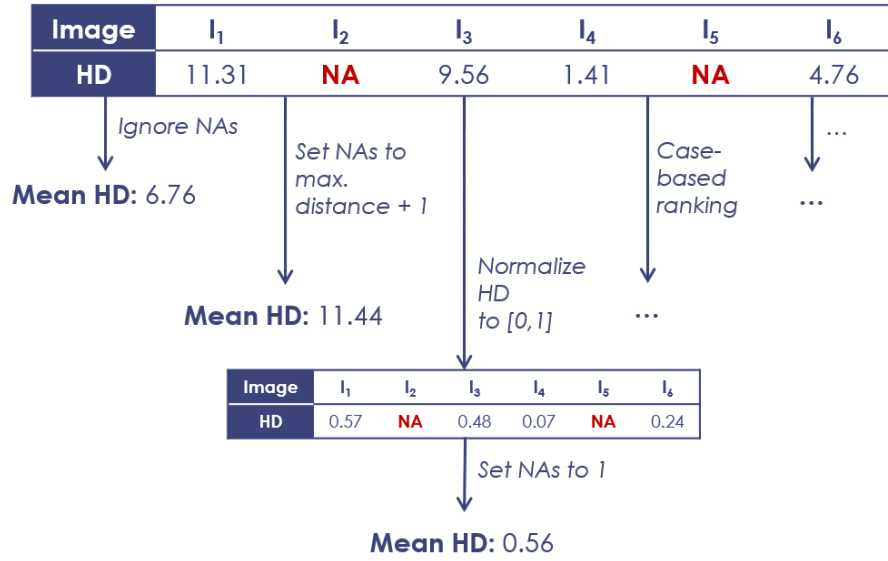 Image I₁ I₂ I₃ I₄ I₅ I₆
HD 11.31 NA 9.56 1.41 NA 4.76
Ignore NAs
Mean HD: 6.76
Set NAs to
max.
distance + 1
Mean HD: 11.44
Normalize
HD
to [0,1]
Case-
based
ranking
...
...
...
Image I₁ I₂ I₃ I₄ I₅ I₆
HD 0.57 NA 0.48 0.07 NA 0.24
Set NAs to 1
Mean HD: 0.56